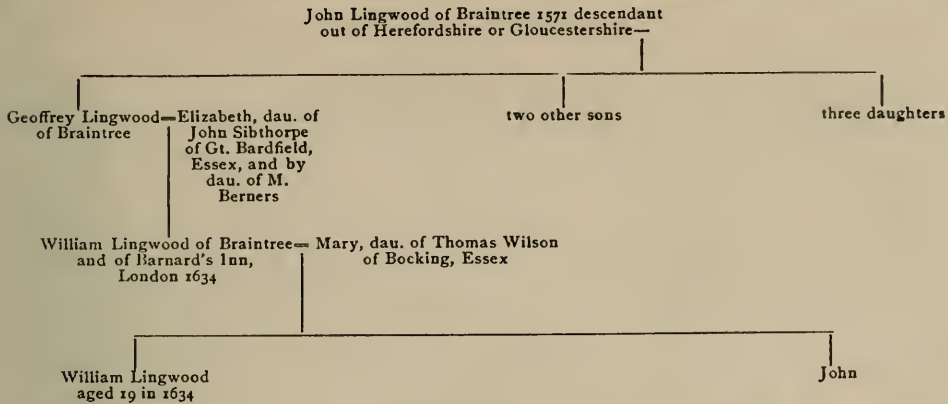 John Lingwood of Braintree 1571 descendant
out of Herefordshire or Gloucestershire—
Geoffrey Lingwood=Elizabeth, dau. of
of Braintree
John Sibthorpe
of Gt. Bardfield,
Essex, and by
dau. of M.
Berners
two other sons
three daughters
William Lingwood of Braintree= Mary, dau. of Thomas Wilson
and of Barnard's Inn,
London 1634
of Bocking, Essex
William Lingwood
aged 19 in 1634
John